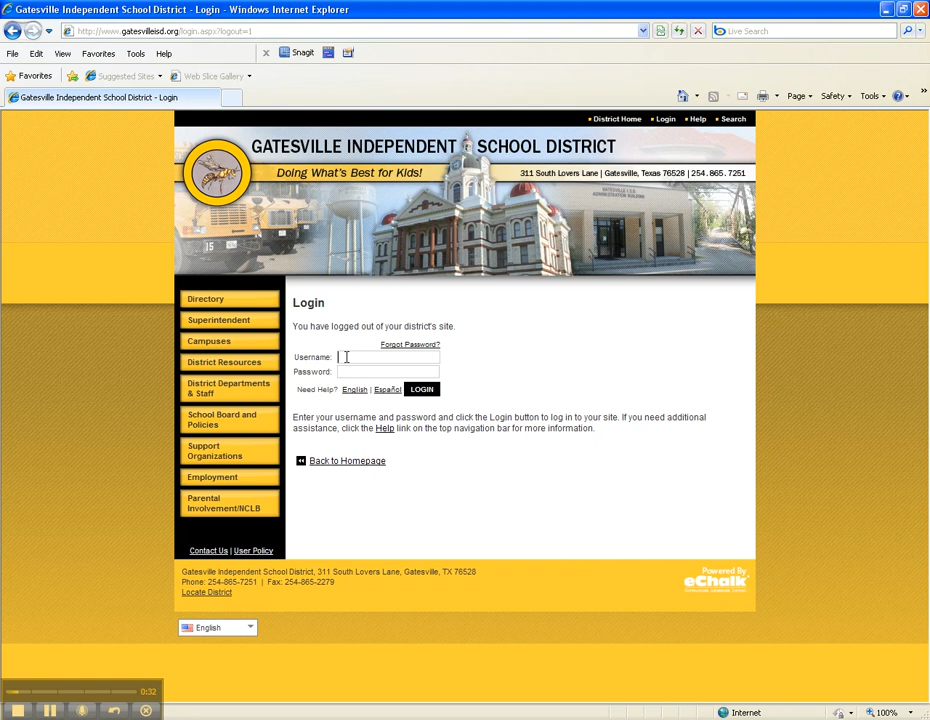 Gatesville Independent School District - Login - Windows Internet Explorer
http://www.gatesvilleisd.org/login.aspx?logout=1
Live Search
File Edit View Favorites Tools Help
Snagit
Favorites Suggested Sites Web Slice Gallery
Gatesville Independent School District - Login
Page Safety Tools
District Home Login Help Search
GATESVILLE INDEPENDENT SCHOOL DISTRICT
Doing What's Best for Kids!
311 South Lovers Lane | Gatesville, Texas 76528 | 254.865.7251
GATESVILLE I.S.D.
ADMINISTRATION BUILDING
15
Directory
Superintendent
Campuses
District Resources
District Departments
& Staff
School Board and
Policies
Support
Organizations
Employment
Parental
Involvement/NCLB
Contact Us | User Policy
Login
You have logged out of your district's site.
Forgot Password?
Username:
Password:
Need Help? English | Español LOGIN
Enter your username and password and click the Login button to log in to your site. If you need additional
assistance, click the Help link on the top navigation bar for more information.
Back to Homepage
Gatesville Independent School District, 311 South Lovers Lane, Gatesville, TX 76528
Phone: 254-865-7251 | Fax: 254-865-2279
Locate District
Powered By
eChalk
English
0:32
Internet
100%